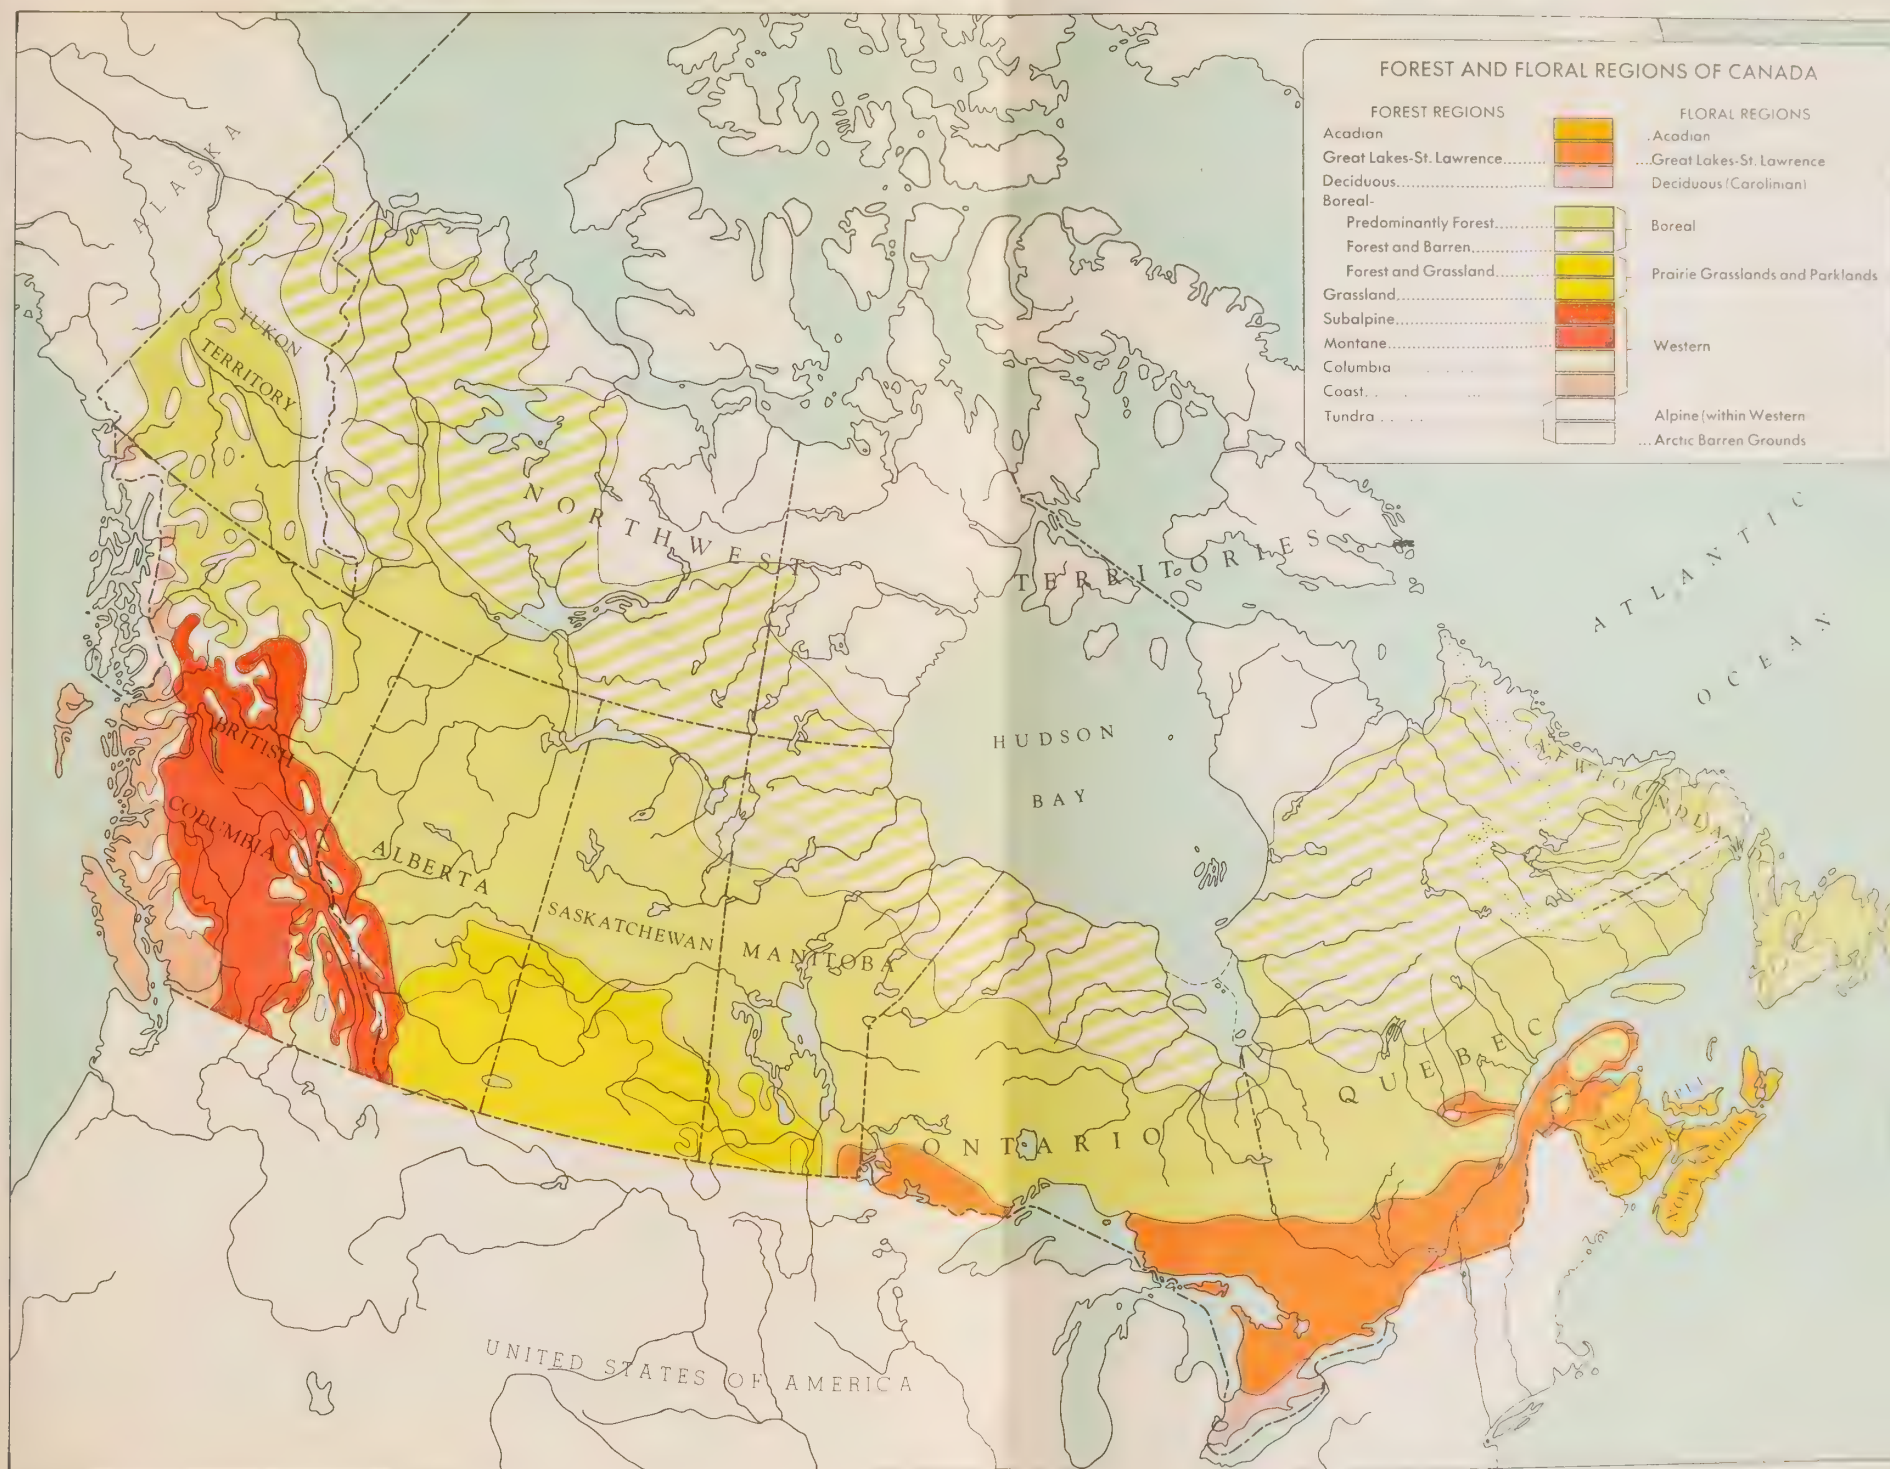 FOREST AND FLORAL REGIONS OF CANADA
FOREST REGIONS FLORAL REGIONS
Acadian .Acadian
Great Lakes-St. Lawrence........ ....Great Lakes-St. Lawrence
Deciduous........................... Deciduous (Carolinian)
Boreal-
Predominantly Forest............ Boreal
Forest and Barren................
Forest and Grassland............ Prairie Grasslands and Parklands
Grassland...........................
Subalpine...........................
Montane............................. Western
Columbia . . . .
Coast. . . ...
Tundra . . . . Alpine (within Western
...Arctic Barren Grounds
ALASKA
YUKON
TERRITORY
NORTHWEST
TERRITORIES
ATLANTIC
OCEAN
HUDSON
BAY
BRITISH
COLUMBIA
ALBERTA
SASKATCHEWAN
MANITOBA
NEWFOUNDLAND
ONTARIO
QUEBEC
NEW
BRUNSWICK
P.E.I.
NOVA SCOTIA
UNITED STATES OF AMERICA